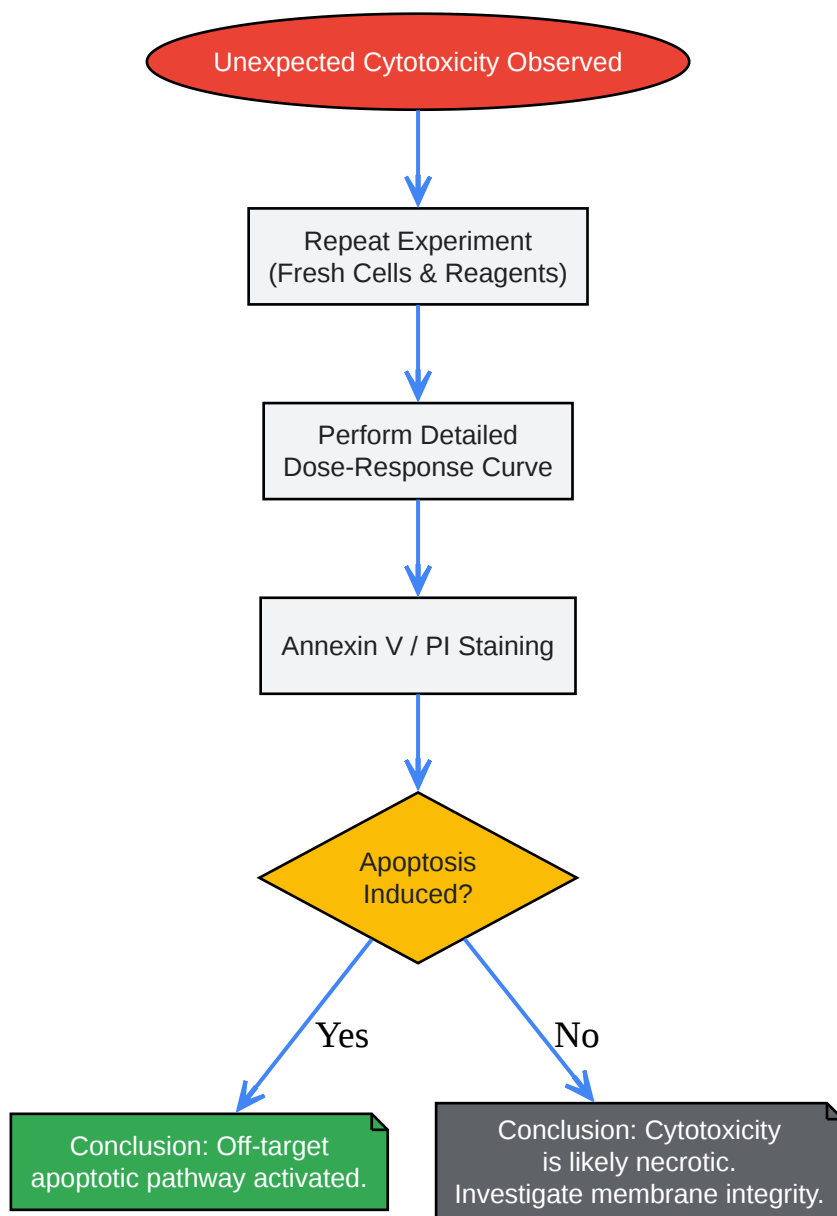 Unexpected Cytotoxicity Observed
Repeat Experiment
(Fresh Cells & Reagents)
Perform Detailed
Dose-Response Curve
Annexin V / PI Staining
Apoptosis
Induced?
Yes
No
Conclusion: Off-target
apoptotic pathway activated.
Conclusion: Cytotoxicity
is likely necrotic.
Investigate membrane integrity.